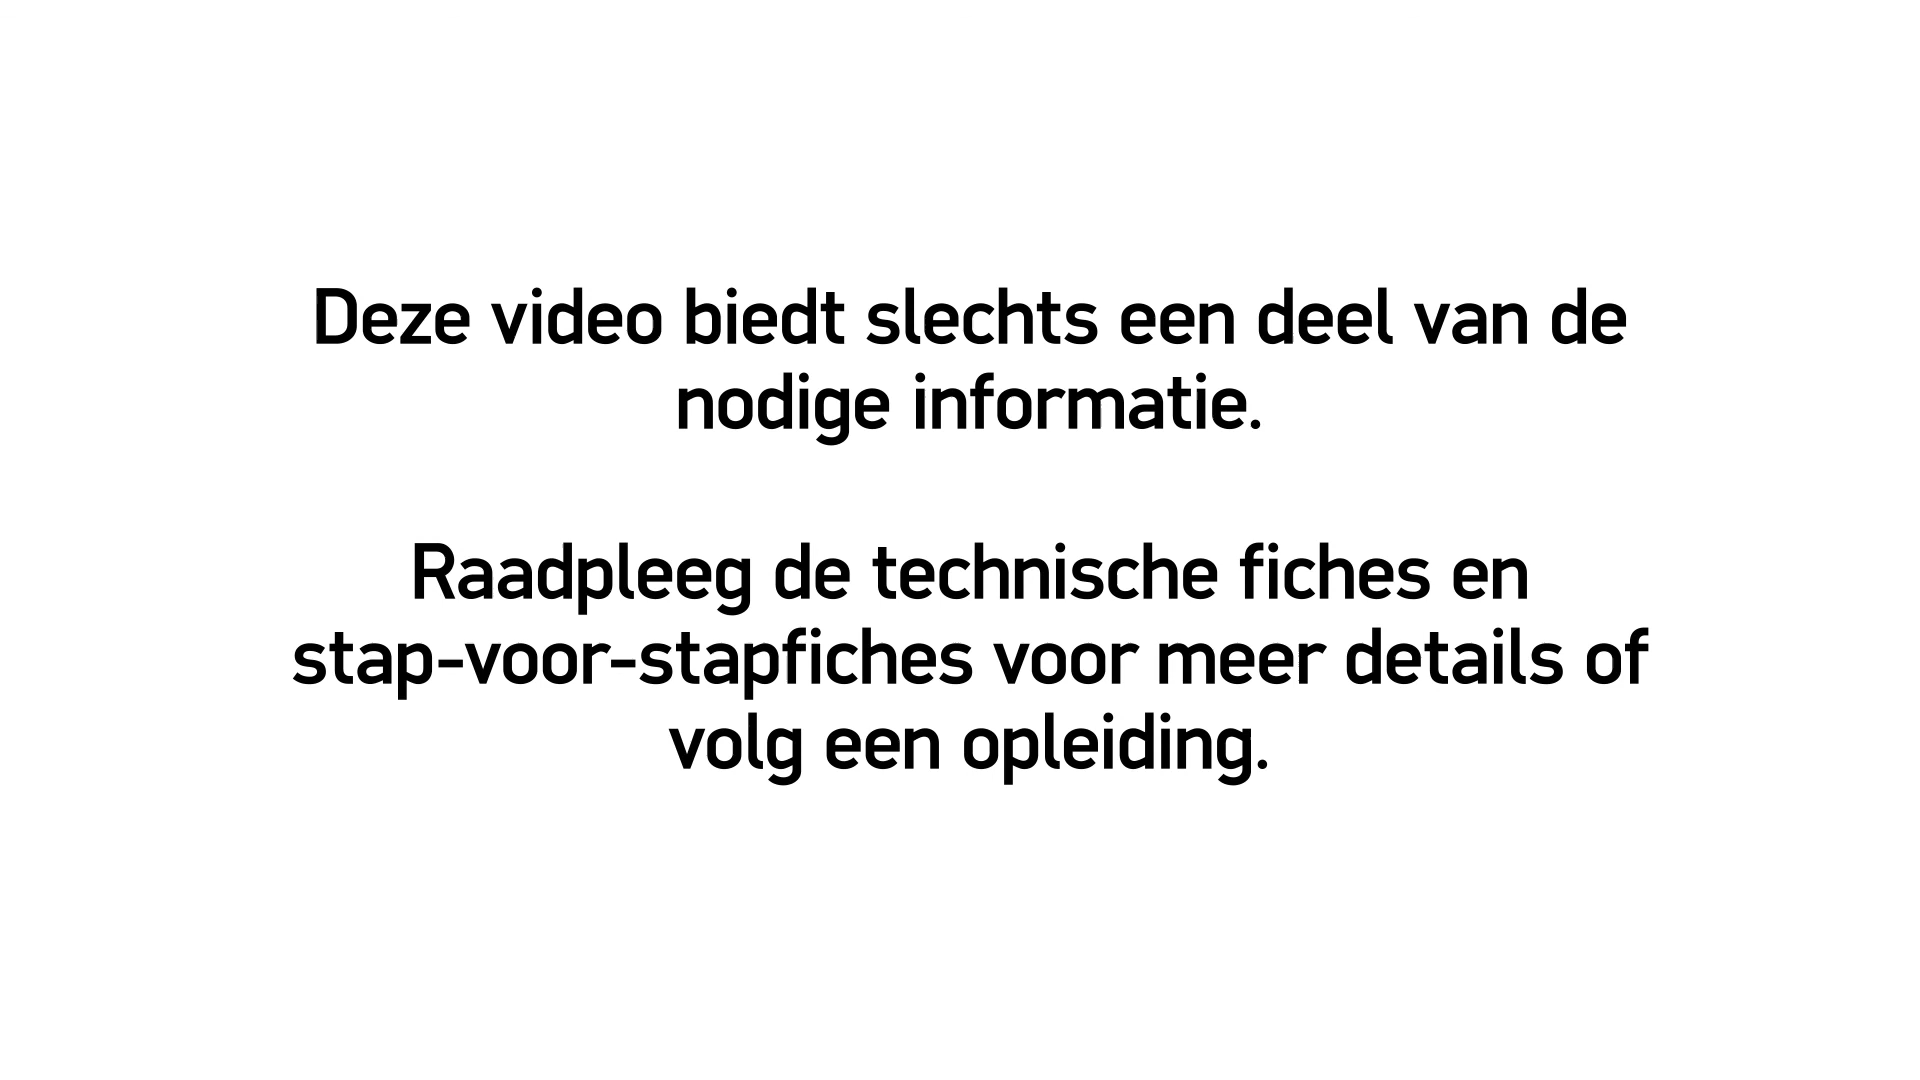 Deze video biedt slechts een deel van de
nodige informatie.
Raadpleeg de technische fiches en
stap-voor-stapfiches voor meer details of
volg een opleiding.